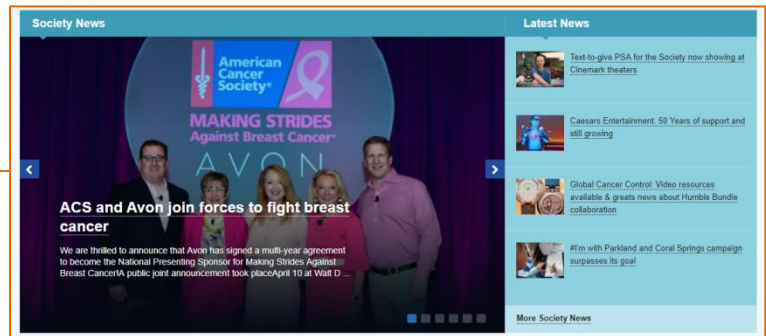 Society News
American
Cancer
Society®
MAKING STRIDES
Against Breast Cancer®
AVON
ACS and Avon join forces to fight breast
cancer
We are thrilled to announce that Avon has signed a multi-year agreement
to become the National Presenting Sponsor for Making Strides Against
Breast Cancer!A public joint announcement took placeApril 10 at Walt D ...
Latest News
Text-to-give PSA for the Society now showing at
Cinemark theaters
Caesars Entertainment: 50 Years of support and
still growing
Global Cancer Control: Video resources
available & greats news about Humble Bundle
collaboration
#I'm with Parkland and Coral Springs campaign
surpasses its goal
More Society News